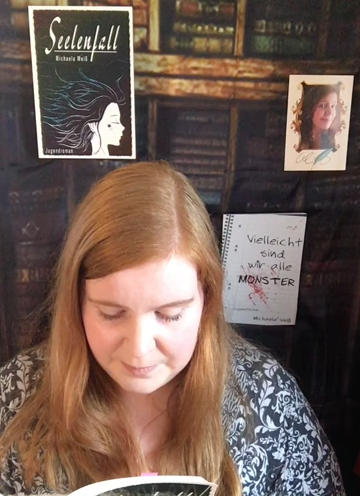 Seelenfall
Michaela Weiß
Jugendroman
Vielleicht
sind
wir alle
MONSTER
Michaela Weiß